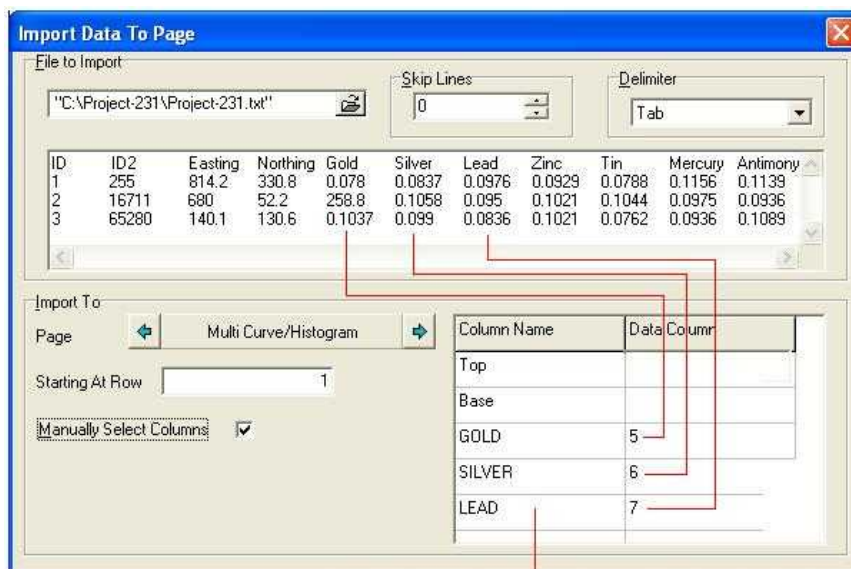 Import Data To Page
File to Import
Skip Lines
Delimiter
"C:\Project-231\Project-231.txt"
0
Tab
ID ID2 Easting Northing Gold Silver Lead Zinc Tin Mercury Antimony
1 255 814.2 330.8 0.078 0.0837 0.0976 0.0929 0.0788 0.1156 0.1139
2 16711 680 52.2 258.8 0.1058 0.095 0.1021 0.1044 0.0975 0.0936
3 65280 140.1 130.6 0.1037 0.099 0.0836 0.1021 0.0762 0.0936 0.1089
Import To
Page
Multi Curve/Histogram
Starting At Row
1
Manually Select Columns
Column Name Data Column
Top
Base
GOLD 5
SILVER 6
LEAD 7